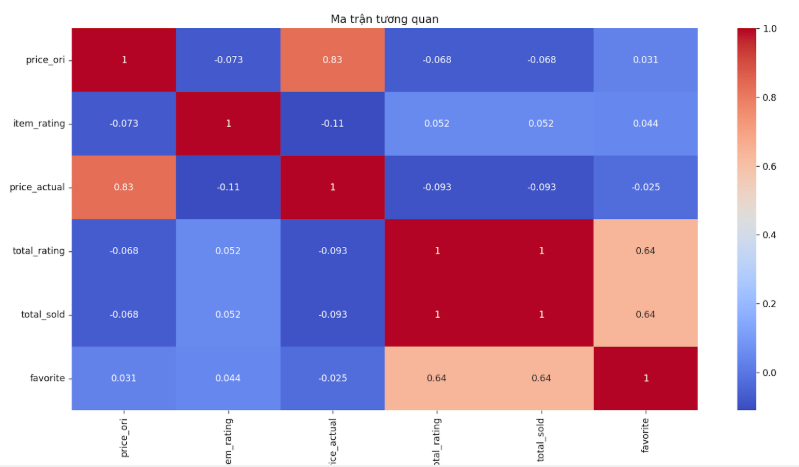 Ma trận tương quan
price_ori 1 -0.073 0.83 -0.068 -0.068 0.031
item_rating -0.073 1 -0.11 0.052 0.052 0.044
price_actual 0.83 -0.11 1 -0.093 -0.093 -0.025
total_rating -0.068 0.052 -0.093 1 1 0.64
total_sold -0.068 0.052 -0.093 1 1 0.64
favorite 0.031 0.044 -0.025 0.64 0.64 1
price_ori
em_rating
ice_actual
otal_rating
total_sold
favorite
1.0
0.8
0.6
0.4
0.2
0.0